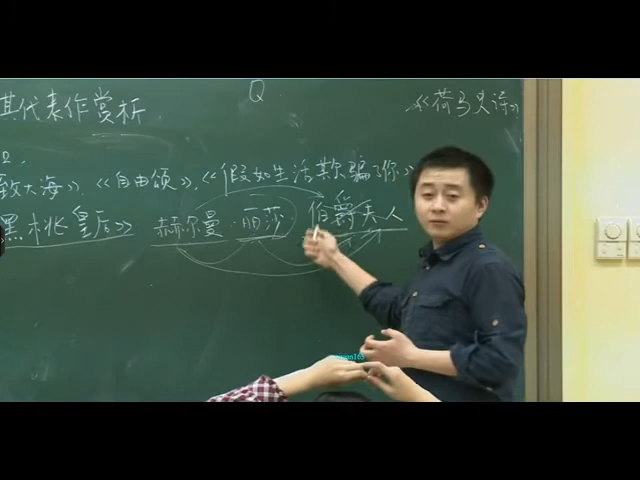 其代表作赏析 Q 《荷马史诗》
致大海》,《自由颂》,《假如生活欺骗了你》
黑桃皇后》 赫尔曼·丽莎 伯爵夫人